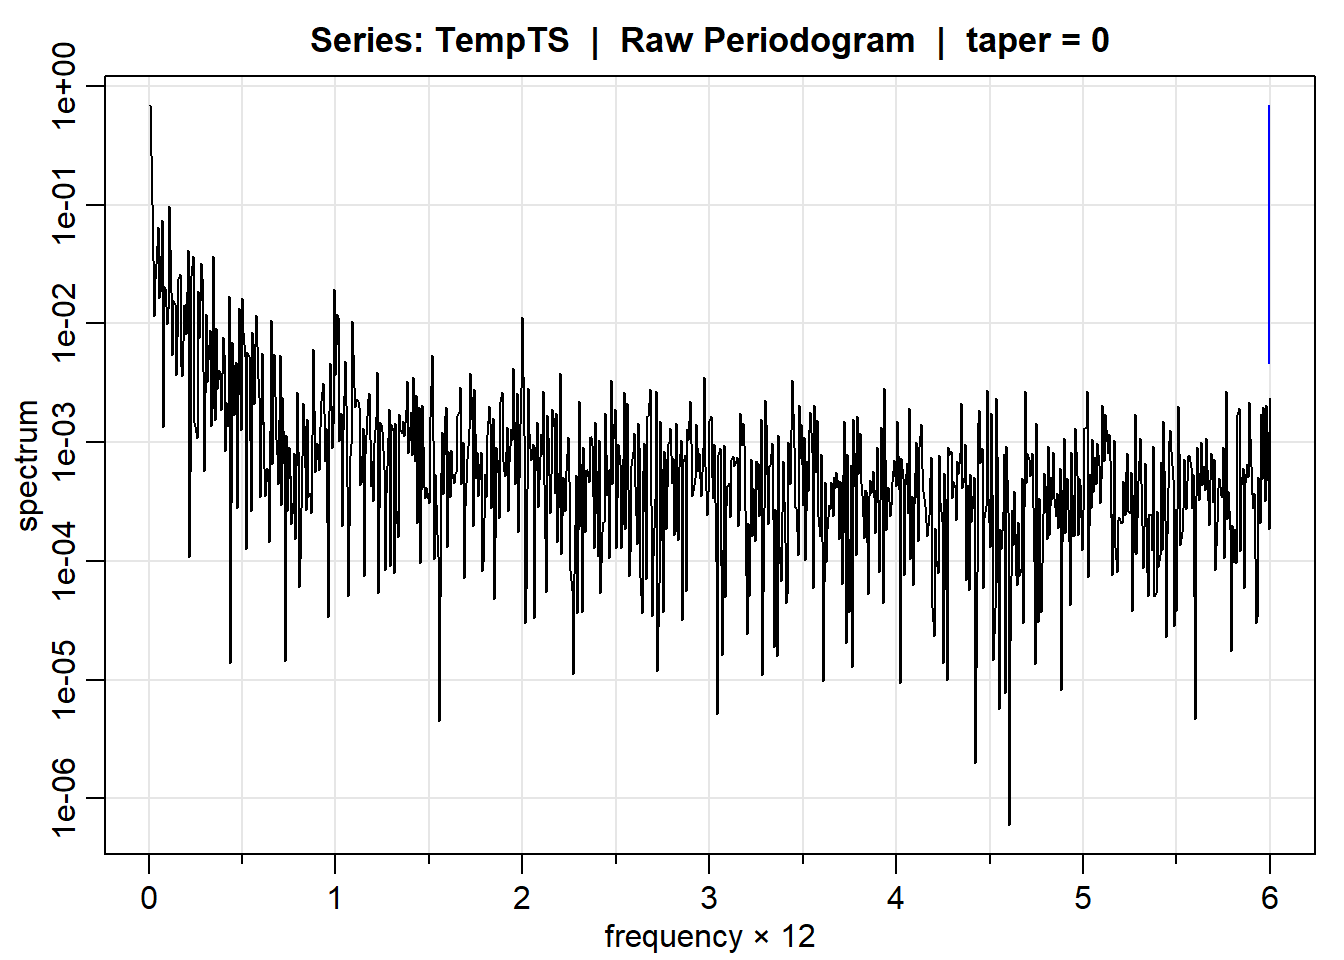 Series: TempTS | Raw Periodogram | taper = 0
spectrum
1e+00
1e-01
1e-02
1e-03
1e-04
1e-05
1e-06
0 1 2 3 4 5 6
frequency × 12